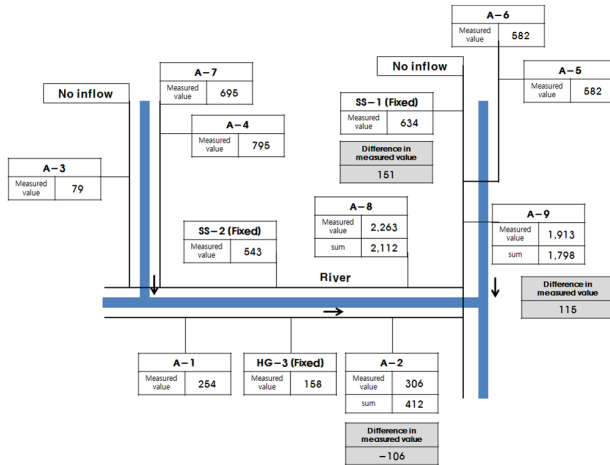 A-6
Measured value 582
No inflow
A-5
Measured value 582
A-7
Measured value 695
No inflow
SS-1 (Fixed)
Measured value 634
A-4
Measured value 795
Difference in measured value
151
A-3
Measured value 79
A-8
Measured value 2,263
sum 2,112
A-9
Measured value 1,913
sum 1,798
SS-2 (Fixed)
Measured value 543
River
Difference in measured value
115
A-1
Measured value 254
HG-3 (Fixed)
Measured value 158
A-2
Measured value 306
sum 412
Difference in measured value
-106